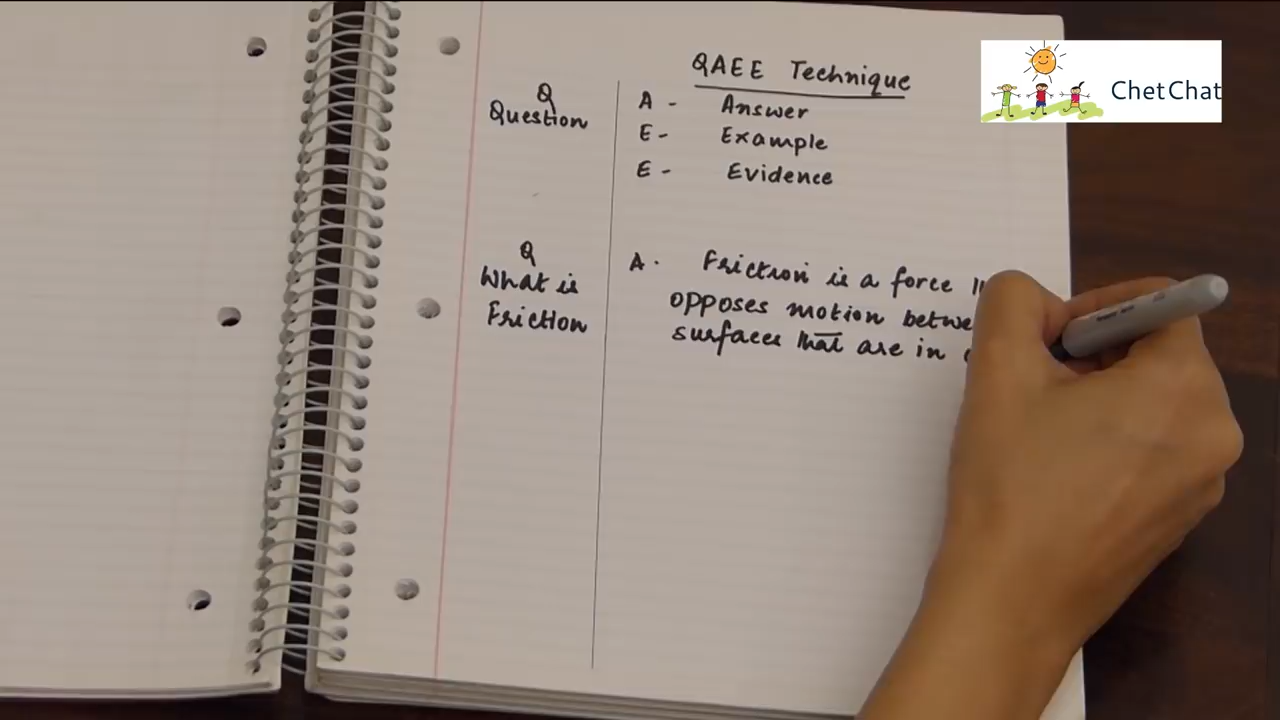 QAEE Technique
ChetChat
Q
Question
A - Answer
E - Example
E - Evidence
Q
What is
Friction
A. Friction is a force
opposes motion
surfaces that are in